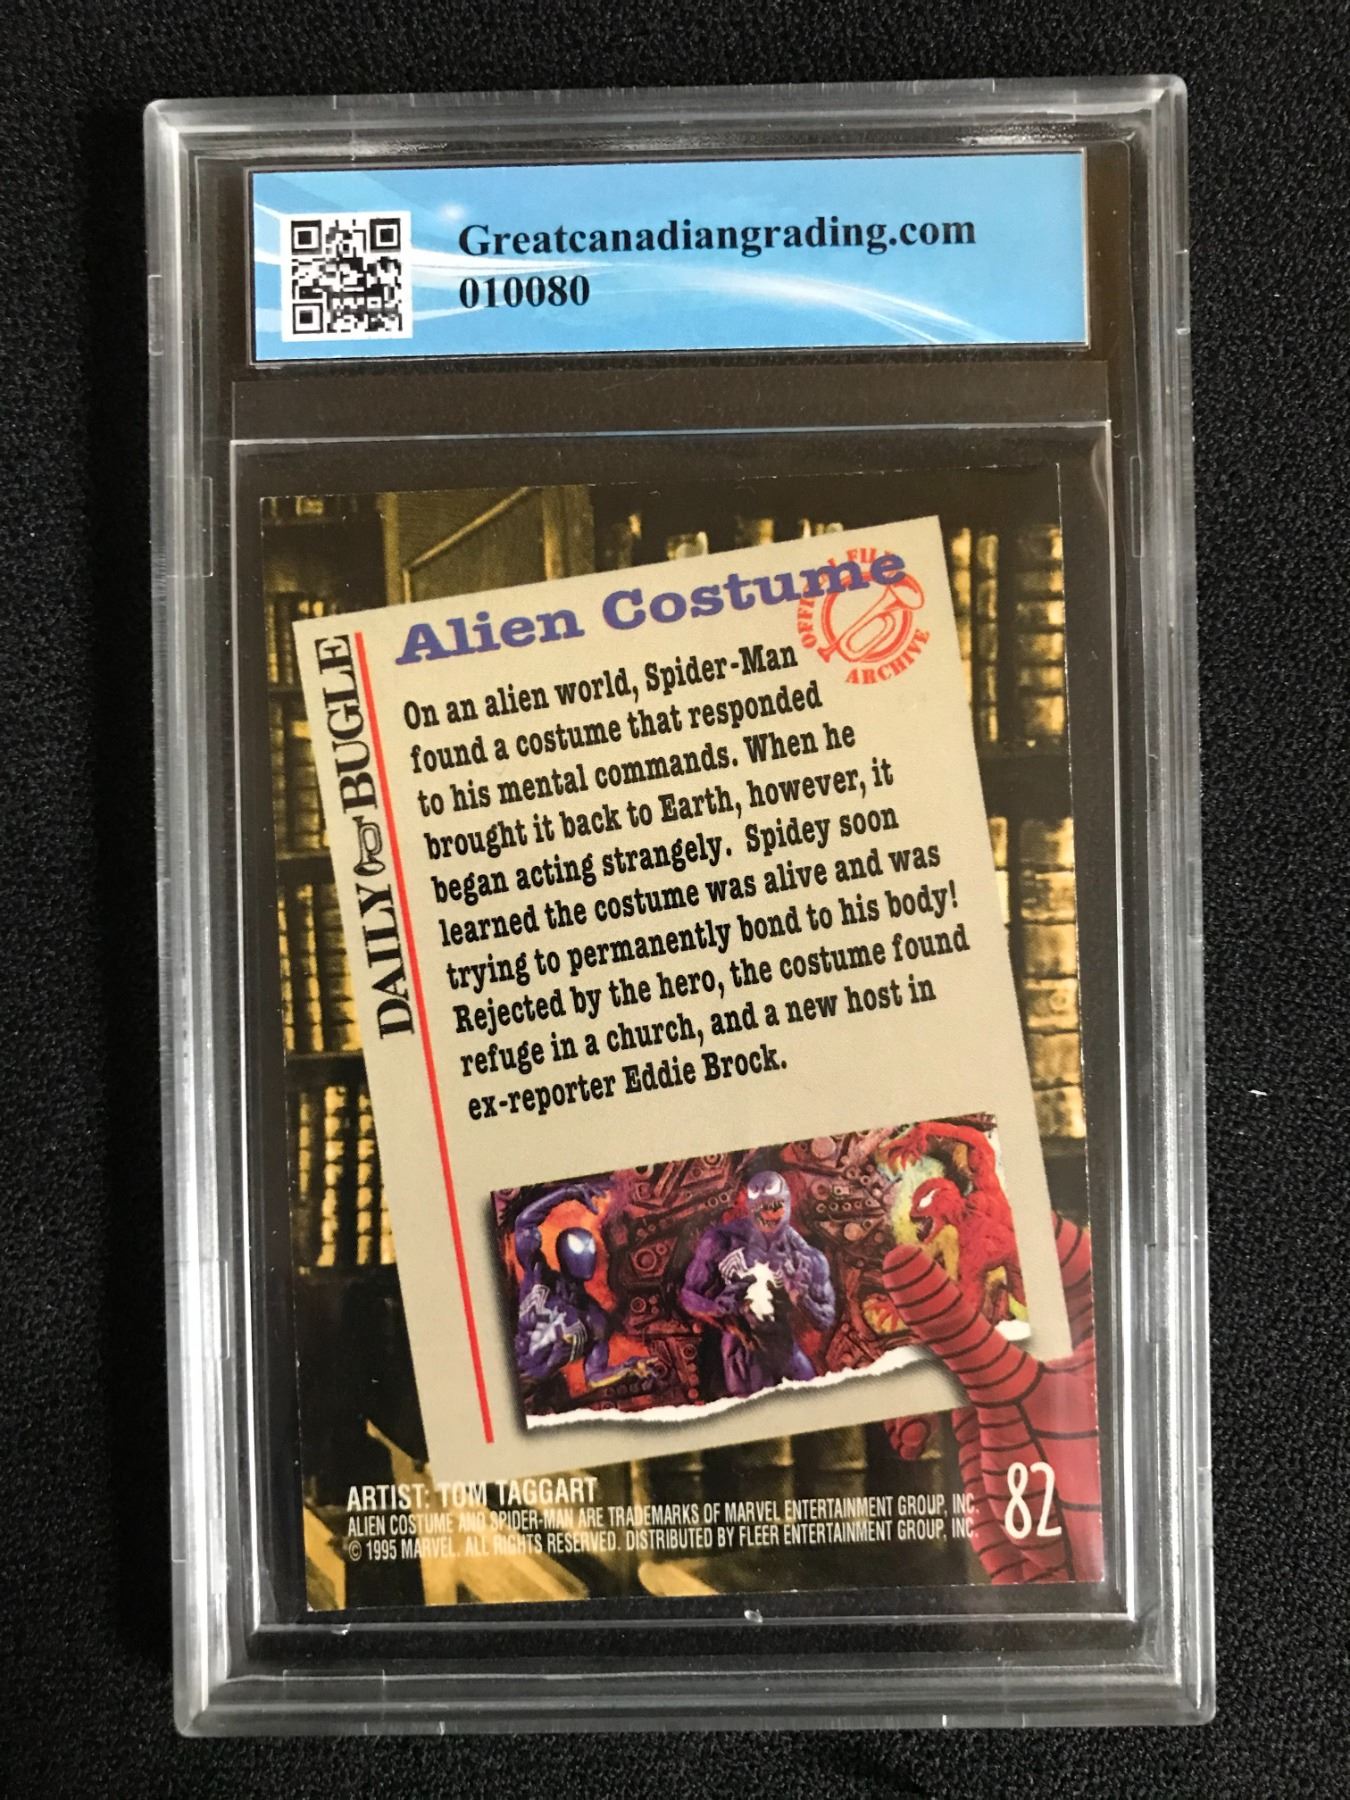 Greatcanadiangrading.com
010080
Alien Costume
OFFICIAL FILE
ARCHIVE
DAILY BUGLE
On an alien world, Spider-Man
found a costume that responded
to his mental commands. When he
brought it back to Earth, however, it
began acting strangely. Spidey soon
learned the costume was alive and was
trying to permanently bond to his body!
Rejected by the hero, the costume found
refuge in a church, and a new host in
ex-reporter Eddie Brock.
ARTIST: TOM TAGGART
ALIEN COSTUME AND SPIDER-MAN ARE TRADEMARKS OF MARVEL ENTERTAINMENT GROUP, INC.
© 1995 MARVEL. ALL RIGHTS RESERVED. DISTRIBUTED BY FLEER ENTERTAINMENT GROUP, INC.
82